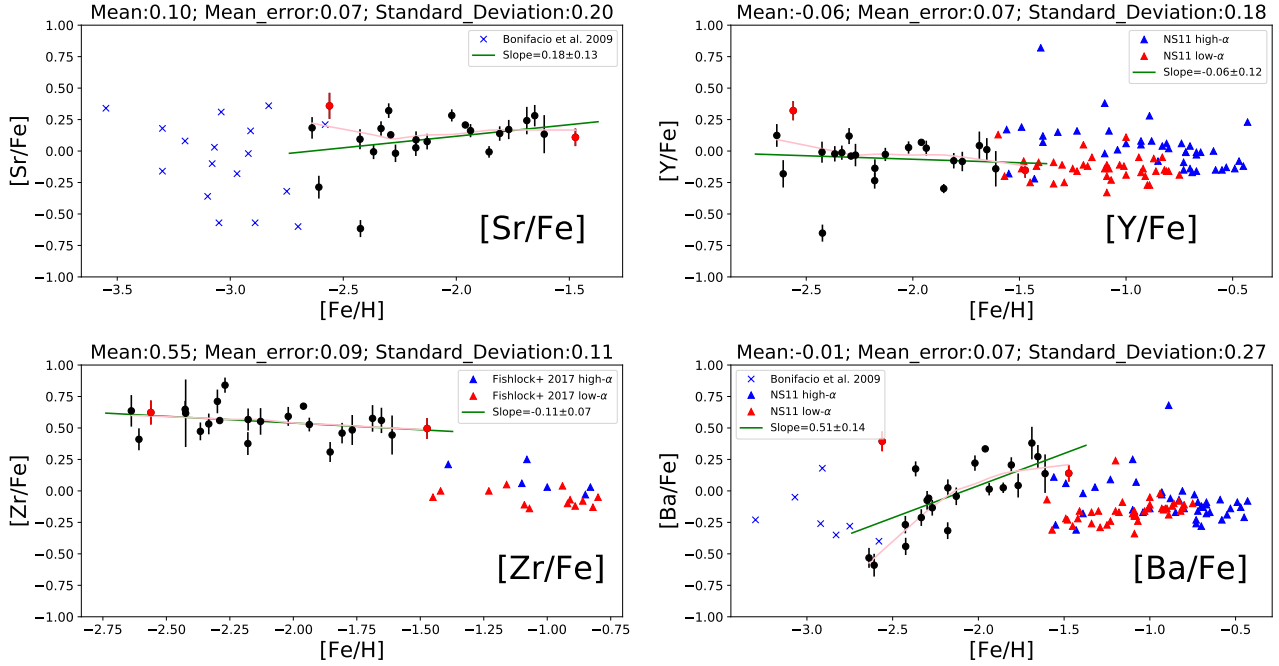 Mean:0.10; Mean_error:0.07; Standard_Deviation:0.20
1.00
0.75
0.50
0.25
0.00
−0.25
−0.50
−0.75
−1.00
[Sr/Fe]
Bonifacio et al. 2009
Slope=0.18±0.13
[Sr/Fe]
−3.5
−3.0
−2.5
−2.0
−1.5
[Fe/H]
Mean:-0.06; Mean_error:0.07; Standard_Deviation:0.18
1.00
0.75
0.50
0.25
0.00
−0.25
−0.50
−0.75
−1.00
[Y/Fe]
NS11 high-α
NS11 low-α
Slope=-0.06±0.12
[Y/Fe]
−2.5
−2.0
−1.5
−1.0
−0.5
[Fe/H]
Mean:0.55; Mean_error:0.09; Standard_Deviation:0.11
1.00
0.75
0.50
0.25
0.00
−0.25
−0.50
−0.75
−1.00
[Zr/Fe]
Fishlock+ 2017 high-α
Fishlock+ 2017 low-α
Slope=-0.11±0.07
[Zr/Fe]
−2.75
−2.50
−2.25
−2.00
−1.75
−1.50
−1.25
−1.00
−0.75
[Fe/H]
Mean:-0.01; Mean_error:0.07; Standard_Deviation:0.27
1.00
0.75
0.50
0.25
0.00
−0.25
−0.50
−0.75
−1.00
[Ba/Fe]
Bonifacio et al. 2009
NS11 high-α
NS11 low-α
Slope=0.51±0.14
[Ba/Fe]
−3.0
−2.5
−2.0
−1.5
−1.0
−0.5
[Fe/H]